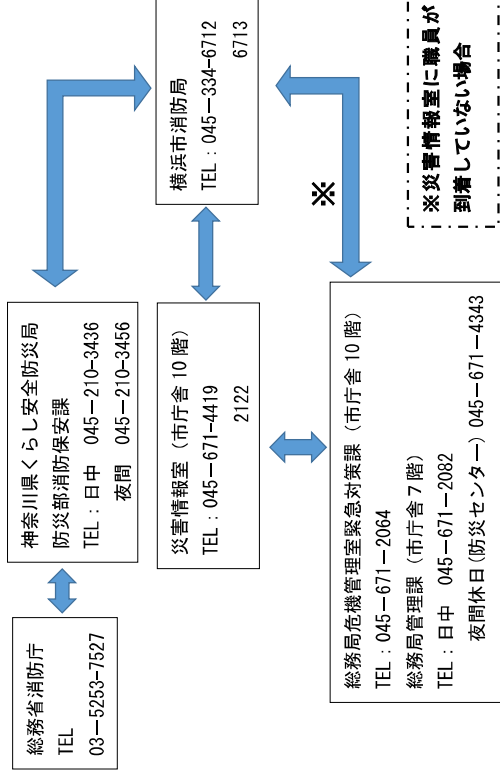 総務省消防庁
TEL
03－5253-7527
神奈川県くらし安全防災局
防災部消防保安課
TEL：日中 045－210-3436
夜間 045－210-3456
横浜市消防局
TEL：045－334-6712
6713
災害情報室（市庁舎 10 階）
TEL：045－671-4419
2122
※
総務局危機管理室緊急対策課（市庁舎 10 階）
TEL：045－671－2064
総務局管理課（市庁舎 7 階）
TEL：日中 045－671－2082
夜間休日(防災センター) 045－671－4343
※災害情報室に職員が
到着していない場合